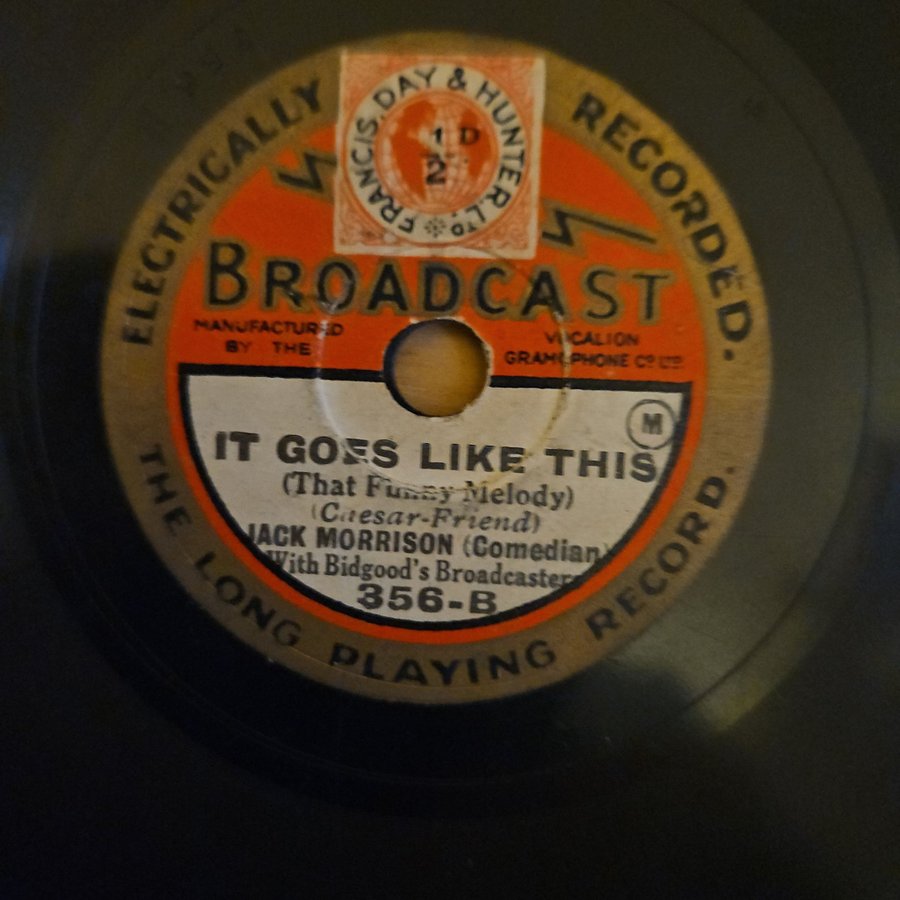 ELECTRICALLY RECORDED.
FRANCIS, DAY & HUNTER, LTD
1/2 D
BROADCAST
MANUFACTURED BY THE
VOCALION GRAMOPHONE CO LTD.
M
IT GOES LIKE THIS
(That Funny Melody)
(Caesar-Friend)
JACK MORRISON (Comedian)
With Bidgood's Broadcasters
356-B
THE LONG PLAYING RECORD.